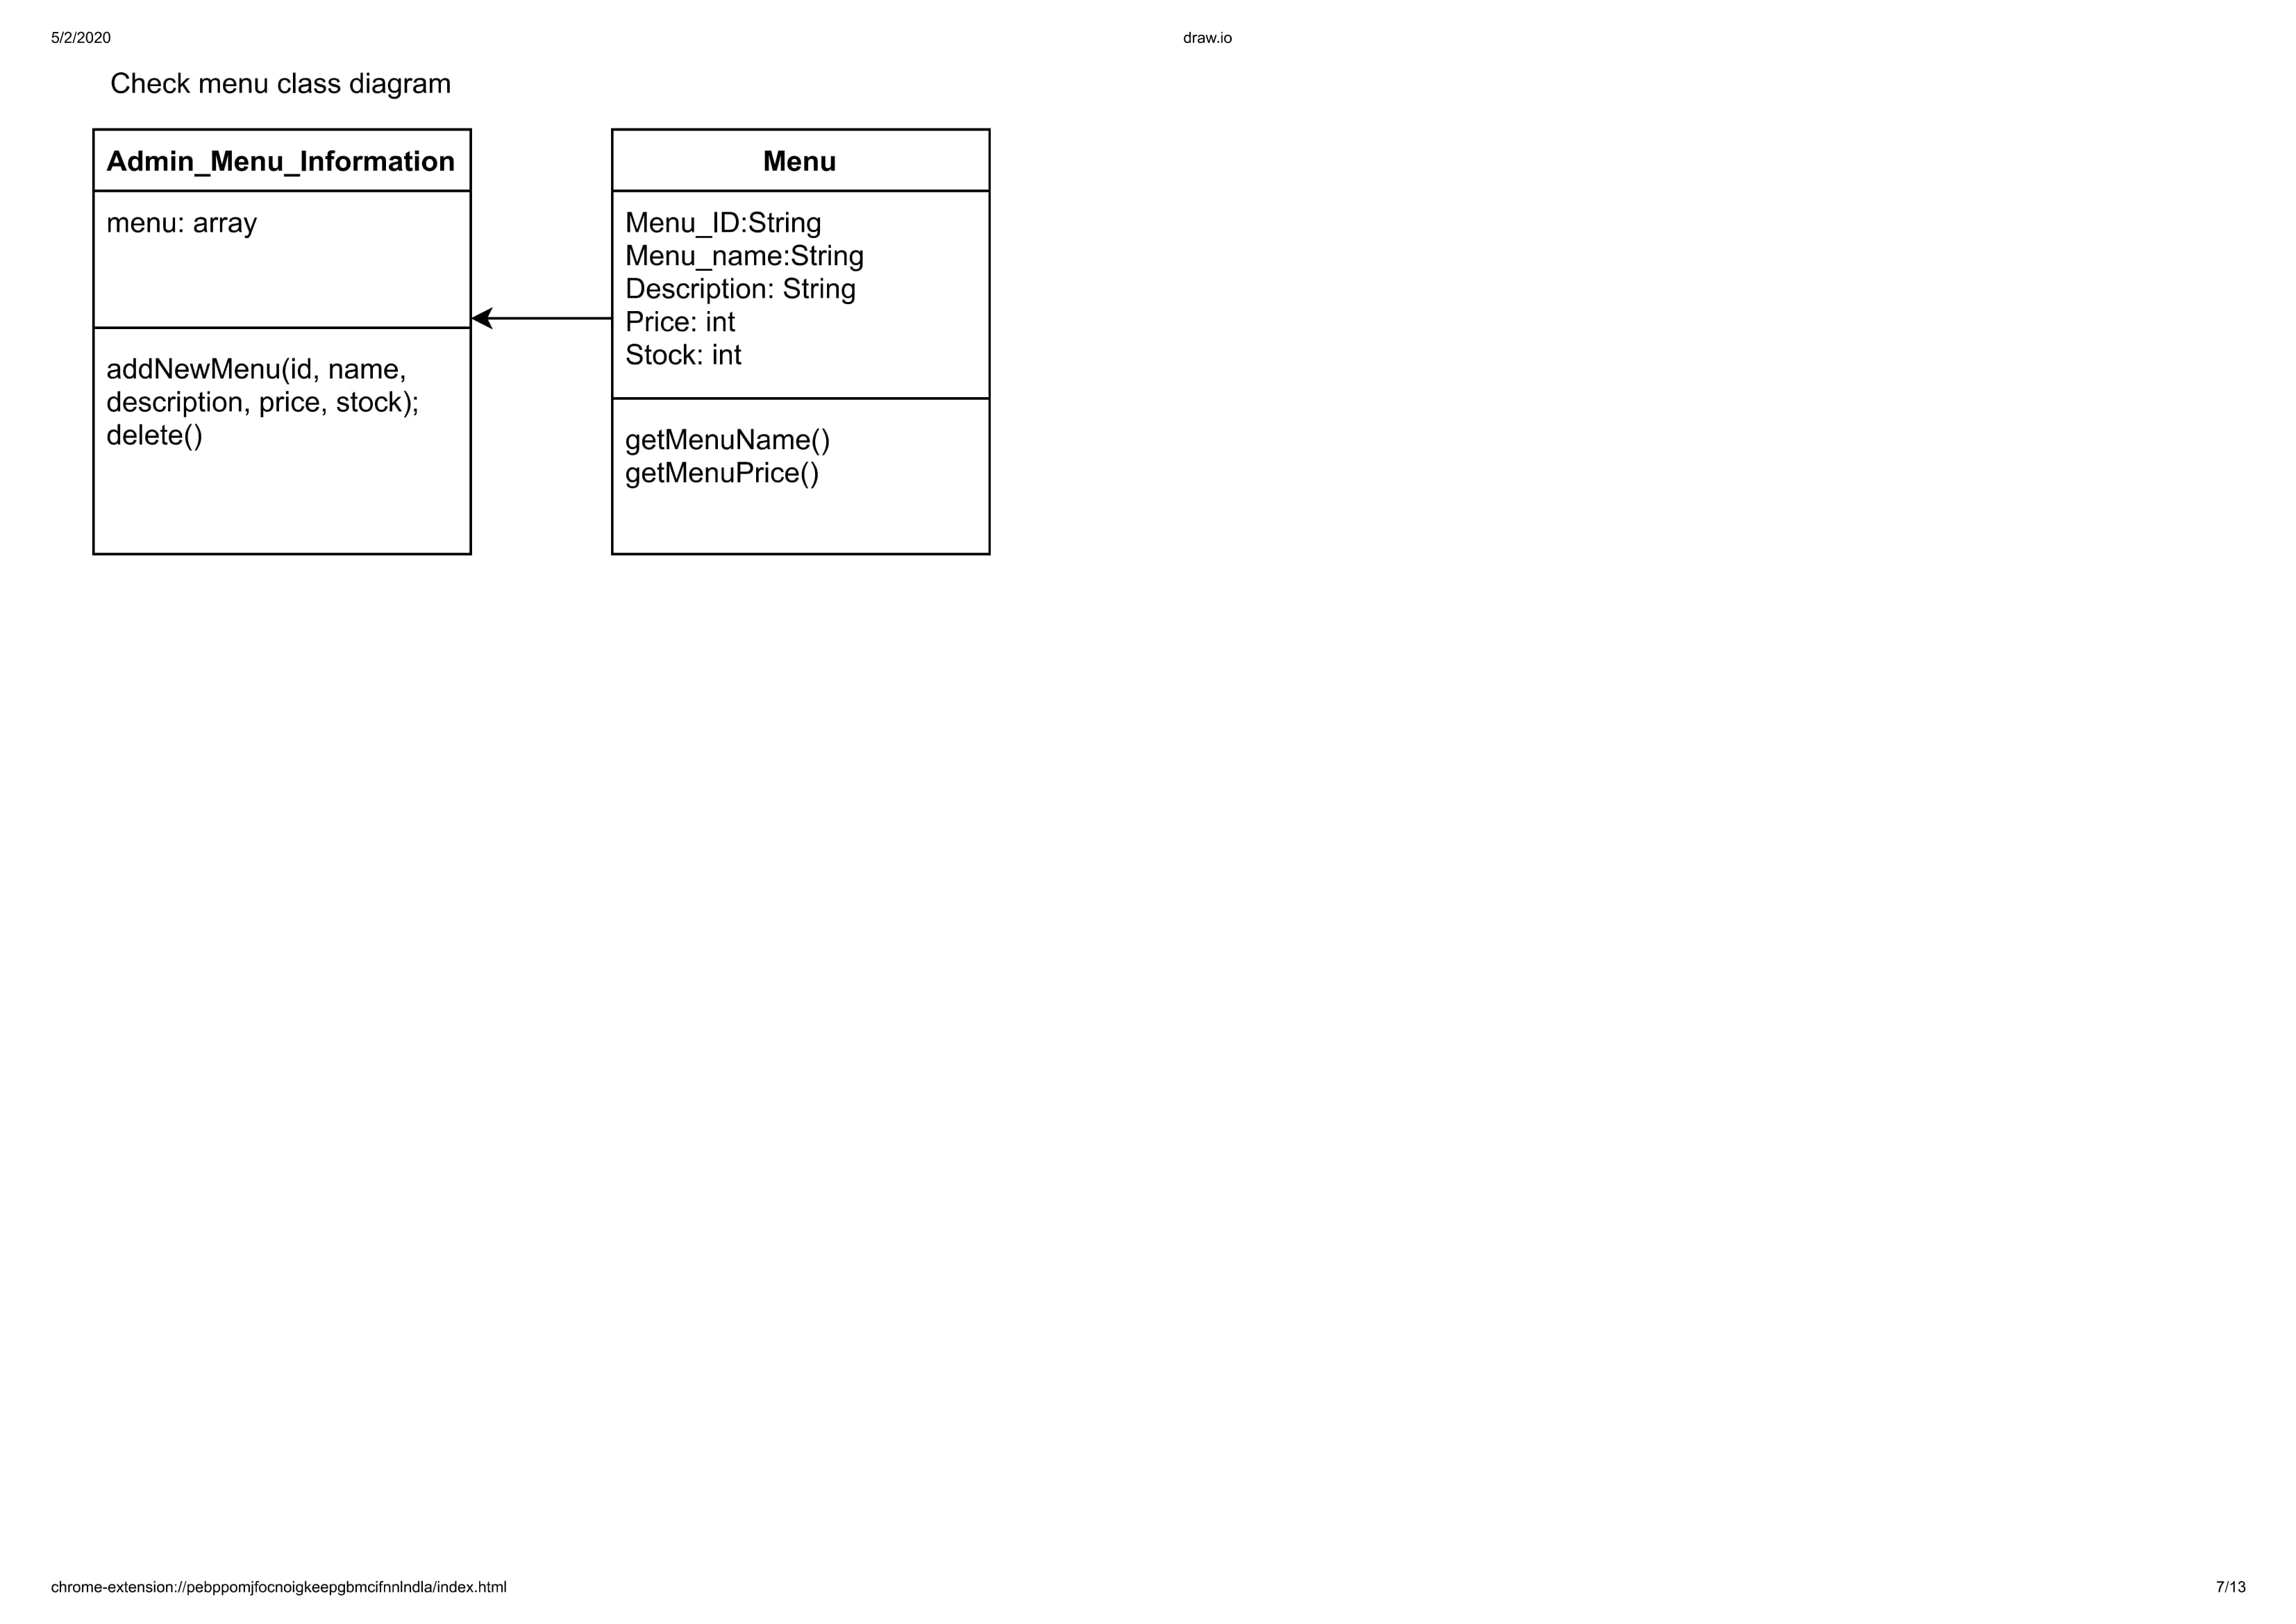 5/2/2020
draw.io
Check menu class diagram
Admin_Menu_Information
menu: array
addNewMenu(id, name,
description, price, stock);
delete()
Menu
Menu_ID:String
Menu_name:String
Description: String
Price: int
Stock: int
getMenuName()
getMenuPrice()
chrome-extension://pebppomjfocnoigkeepgbmcifnnlndla/index.html
7/13